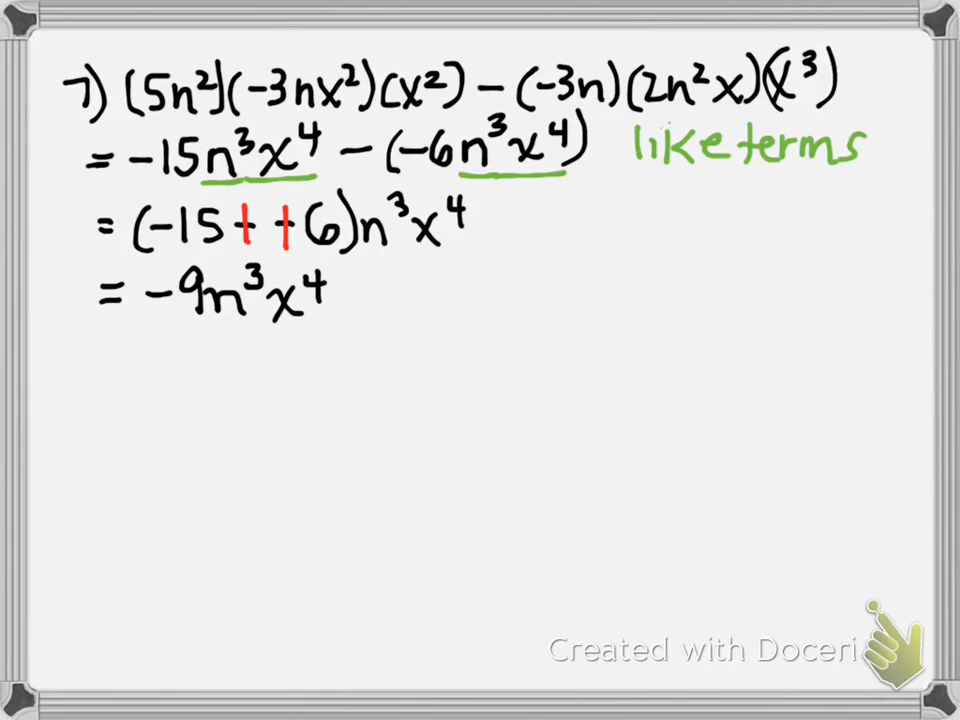 7) (5n²)(-3nx²)(x²) - (-3n)(2n²x)(x³)
= -15n³x⁴ - (-6n³x⁴) like terms
= (-15 + +6)n³x⁴
= -9n³x⁴
Created with Doceri